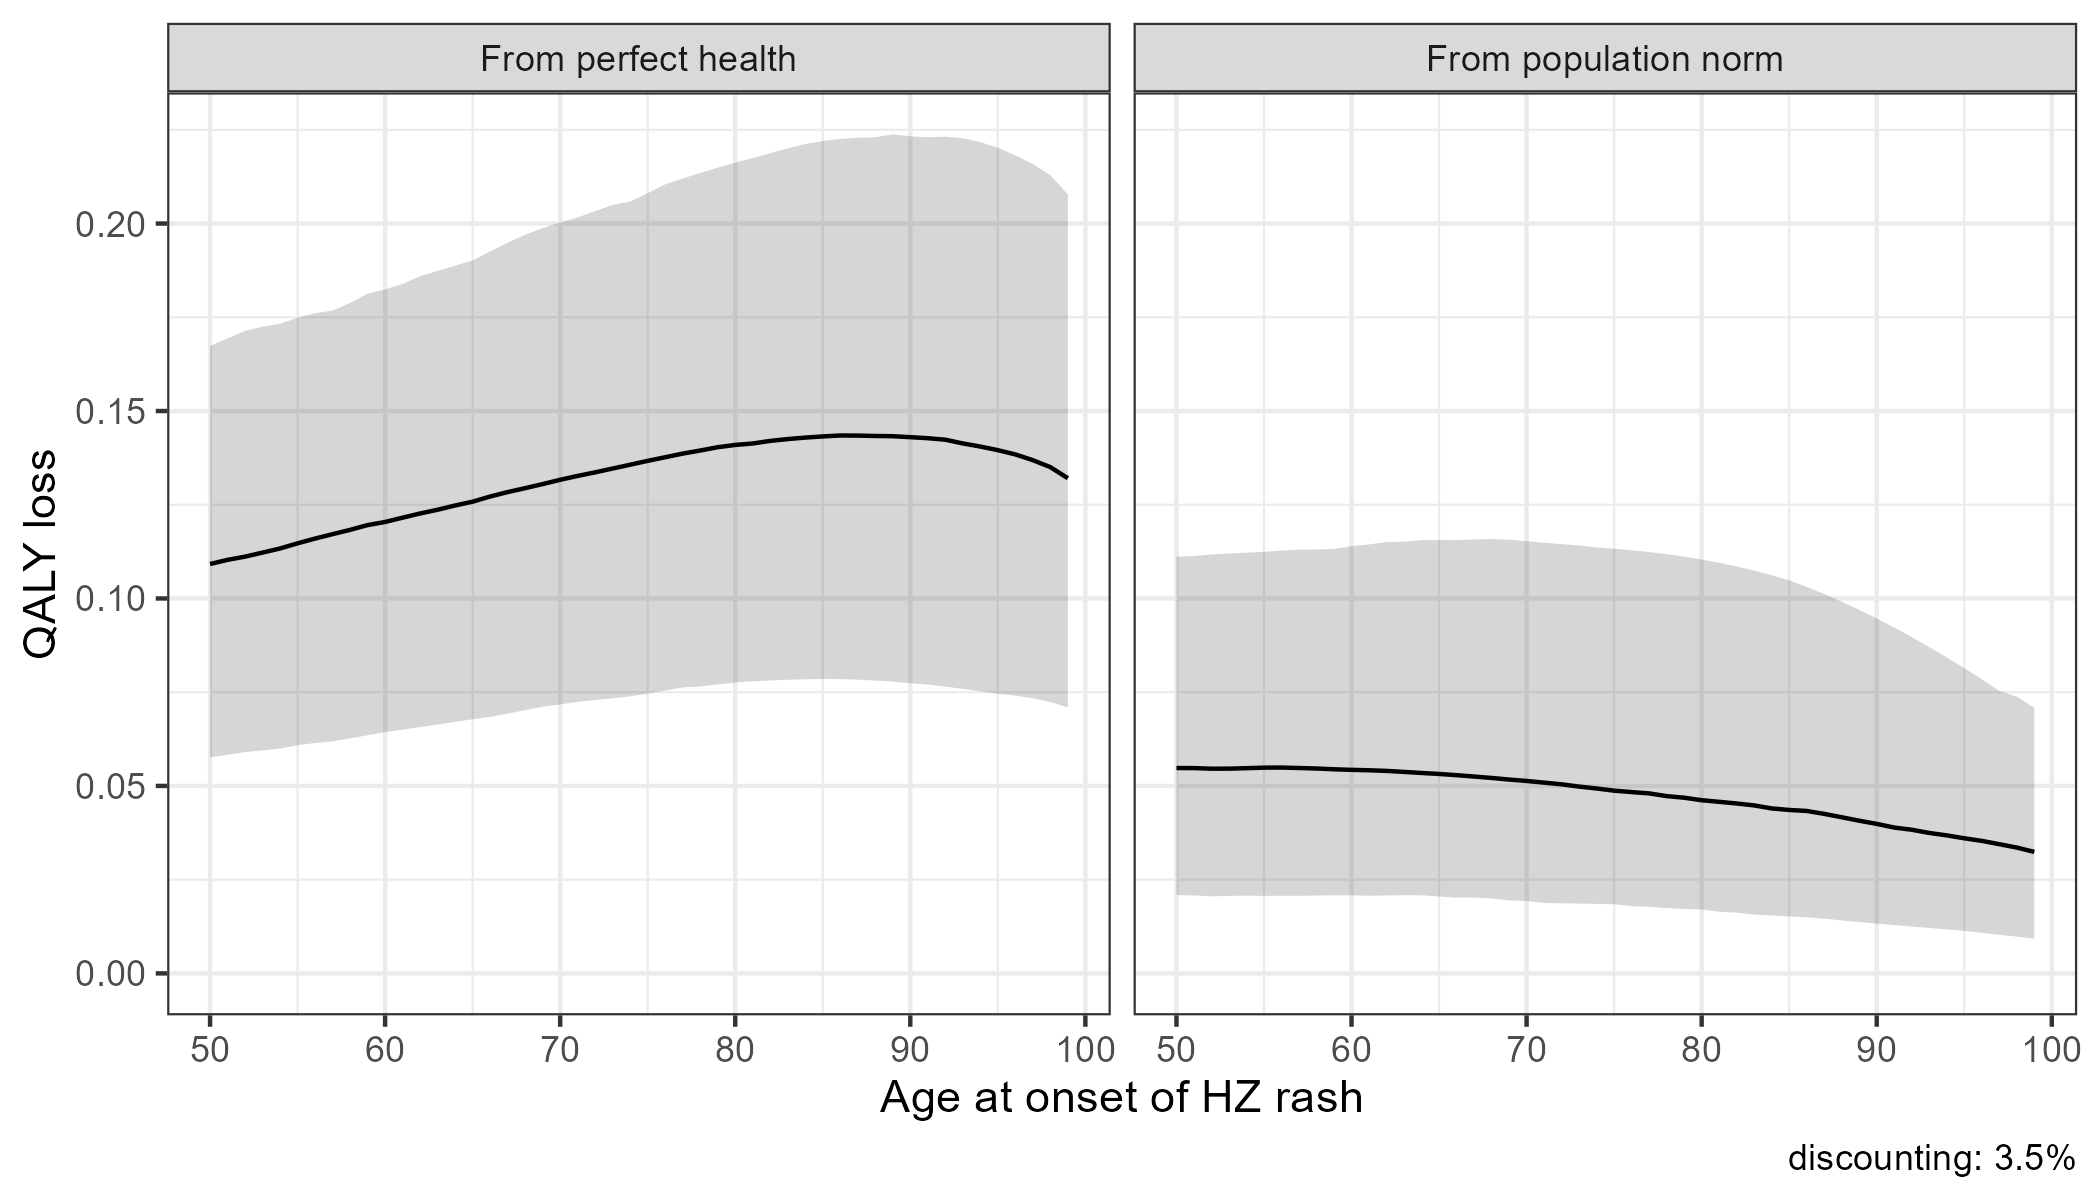 From perfect health
From population norm
QALY loss
0.20
0.15
0.10
0.05
0.00
50 60 70 80 90 100
50 60 70 80 90 100
Age at onset of HZ rash
discounting: 3.5%